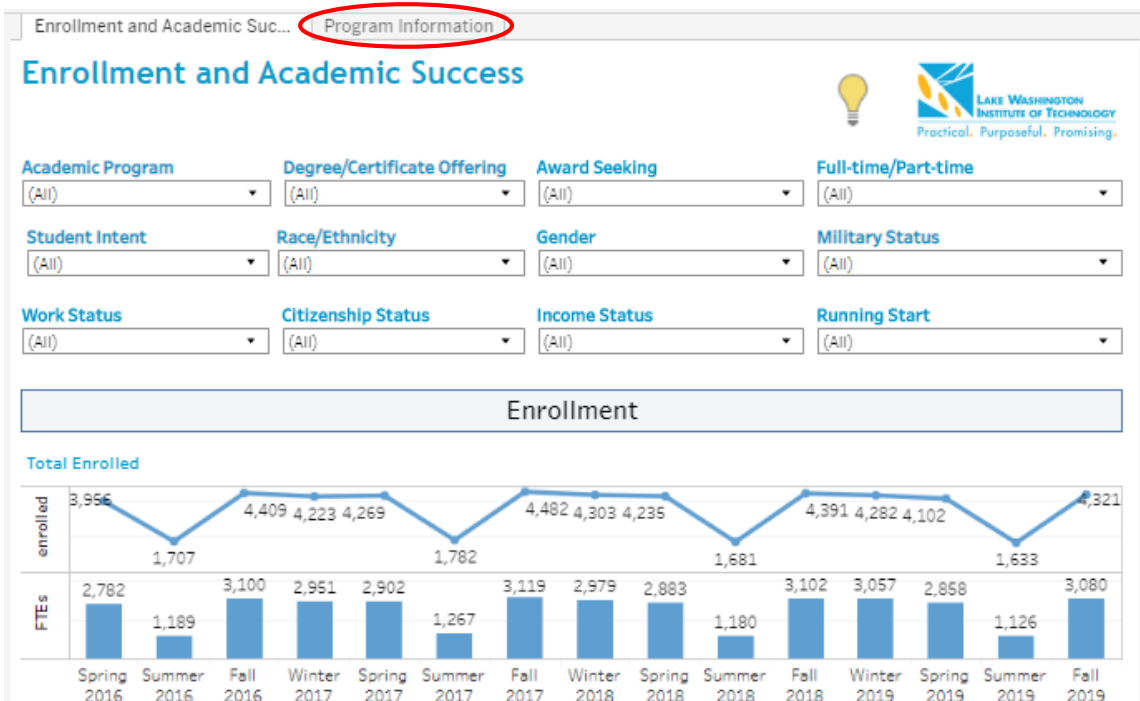 Enrollment and Academic Suc... Program Information
Enrollment and Academic Success
LAKE WASHINGTON
INSTITUTE OF TECHNOLOGY
Practical. Purposeful. Promising.
Academic Program Degree/Certificate Offering Award Seeking Full-time/Part-time
(All) (All) (All) (All)
Student Intent Race/Ethnicity Gender Military Status
(All) (All) (All) (All)
Work Status Citizenship Status Income Status Running Start
(All) (All) (All) (All)
Enrollment
Total Enrolled
enrolled
3,956 1,707 4,409 4,223 4,269 1,782 4,482 4,303 4,235 1,681 4,391 4,282 4,102 1,633 4,321
FTEs
2,782 1,189 3,100 2,951 2,902 1,267 3,119 2,979 2,883 1,180 3,102 3,057 2,858 1,126 3,080
Spring Summer Fall Winter Spring Summer Fall Winter Spring Summer Fall Winter Spring Summer Fall
2016 2016 2016 2017 2017 2017 2017 2018 2018 2018 2018 2019 2019 2019 2019